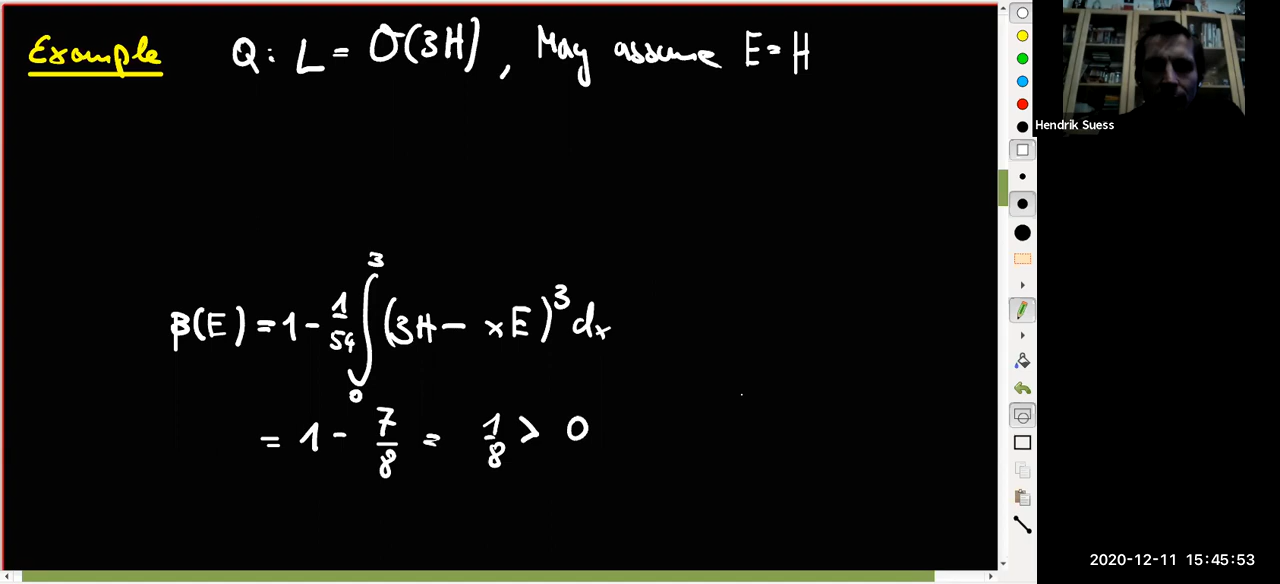 Example Q: L = O(3H), May assume E = H
β(E) = 1 - 1/54 ∫₀³ (3H - xE)³ dx
= 1 - 7/8 = 1/8 > 0
Hendrik Suess
2020-12-11 15:45:53